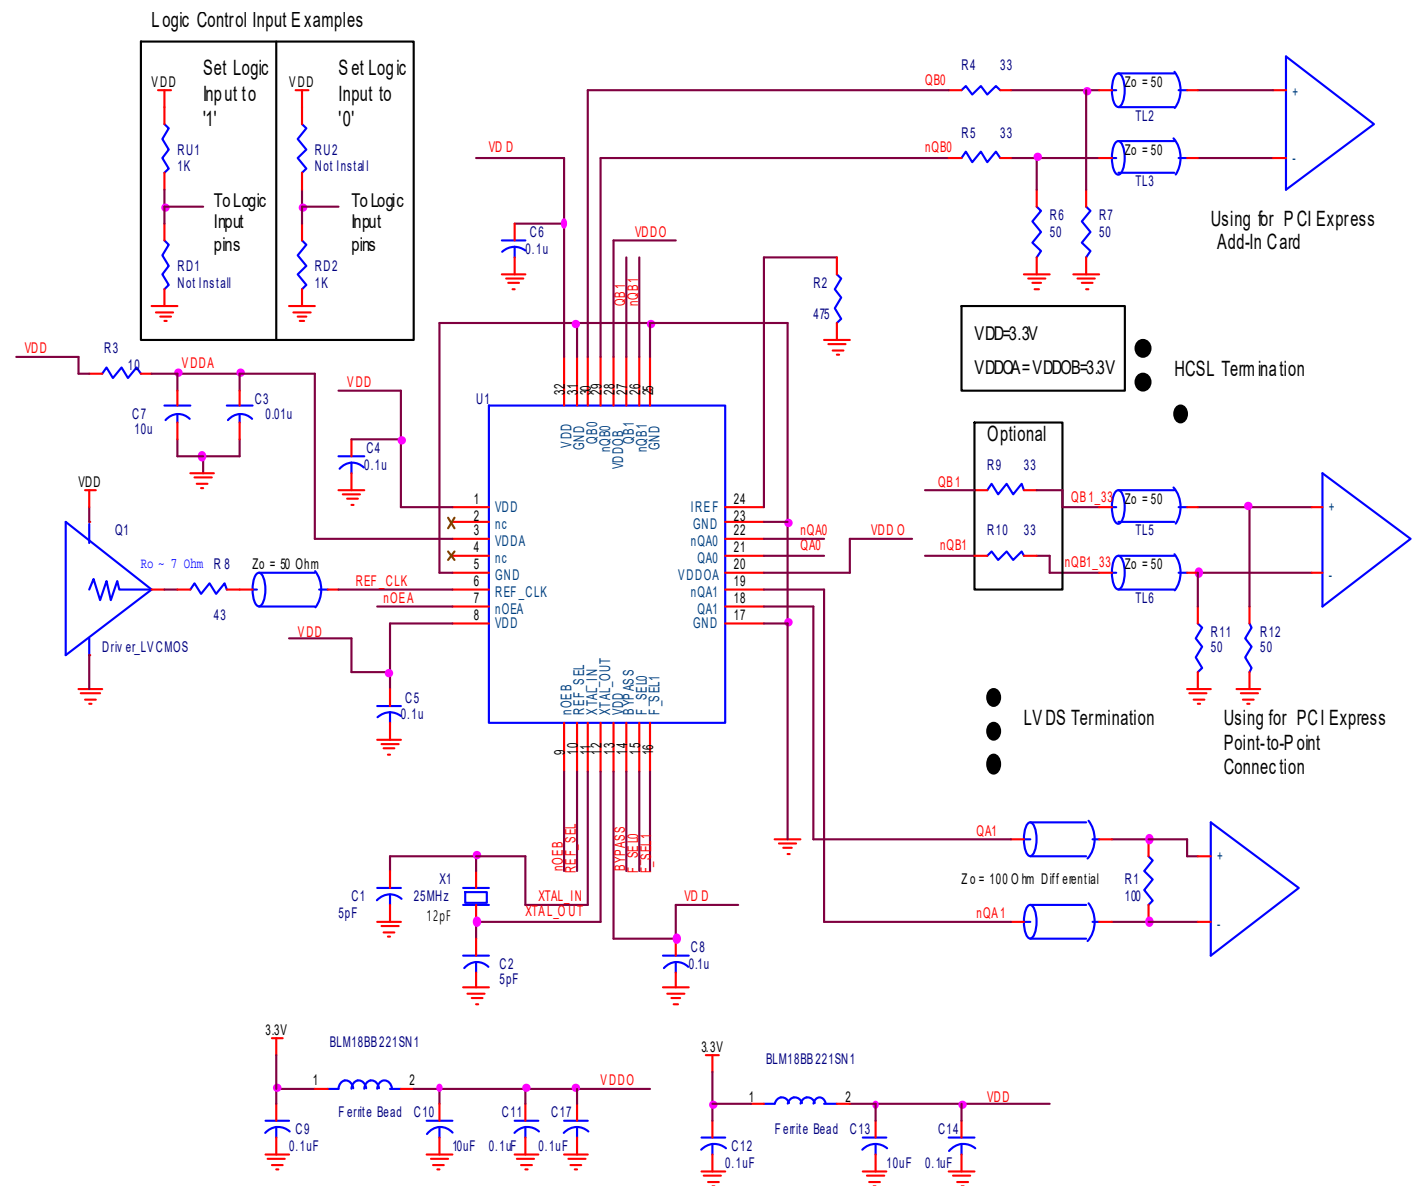 Logic Control Input Examples
Set Logic
Input to
'1'
VDD
RU1
1K
To Logic
Input
pins
RD1
Not Install
Set Logic
Input to
'0'
VDD
RU2
Not Install
To Logic
Input
pins
RD2
1K
QB0
R4 33
Zo = 50
TL2
+
nQB0
R5 33
Zo = 50
TL3
-
R6
50
R7
50
Using for PCI Express
Add-In Card
VDD
C6
0.1u
VDDO
QB1
nQB1
R2
475
VDD=3.3V
VDDOA = VDDOB=3.3V
HCSL Termination
VDD
R3
10
VDDA
C7
10u
C3
0.01u
VDD
C4
0.1u
U1
32 31 30 29 28 27 26 25
VDD
GND
QB0
nQB0
VDDOB
QB1
nQB1
GND
1 VDD
2 nc
3 VDDA
4 nc
5 GND
6 REF_CLK
7 nOEA
8 VDD
IREF 24
GND 23
nQA0 22
QA0 21
VDDOA 20
nQA1 19
QA1 18
GND 17
nQA0
QA0
VDDO
nOEB
REF_SEL
XTAL_IN
XTAL_OUT
VDD
BYPASS
F_SEL0
F_SEL1
9 10 11 12 13 14 15 16
nOEB
REF_SEL
BYPASS
F_SEL0
F_SEL1
VDD
Q1
Ro ~ 7 Ohm
R8
43
Zo = 50 Ohm
REF_CLK
nOEA
Driver_LVCMOS
VDD
C5
0.1u
Optional
QB1
R9 33
QB1_33
Zo = 50
TL5
+
nQB1
R10 33
nQB1_33
Zo = 50
TL6
-
R11
50
R12
50
LVDS Termination
Using for PCI Express
Point-to-Point
Connection
QA1
Zo = 100 Ohm Differential
nQA1
R1
100
+
-
C1
5pF
X1
25MHz
12pF
XTAL_IN
XTAL_OUT
C2
5pF
VDD
C8
0.1u
3.3V
BLM18BB221SN1
1 2
Ferrite Bead
VDDO
C9
0.1uF
C10
10uF
C11
0.1uF
C17
0.1uF
3.3V
BLM18BB221SN1
1 2
Ferrite Bead
VDD
C12
0.1uF
C13
10uF
C14
0.1uF